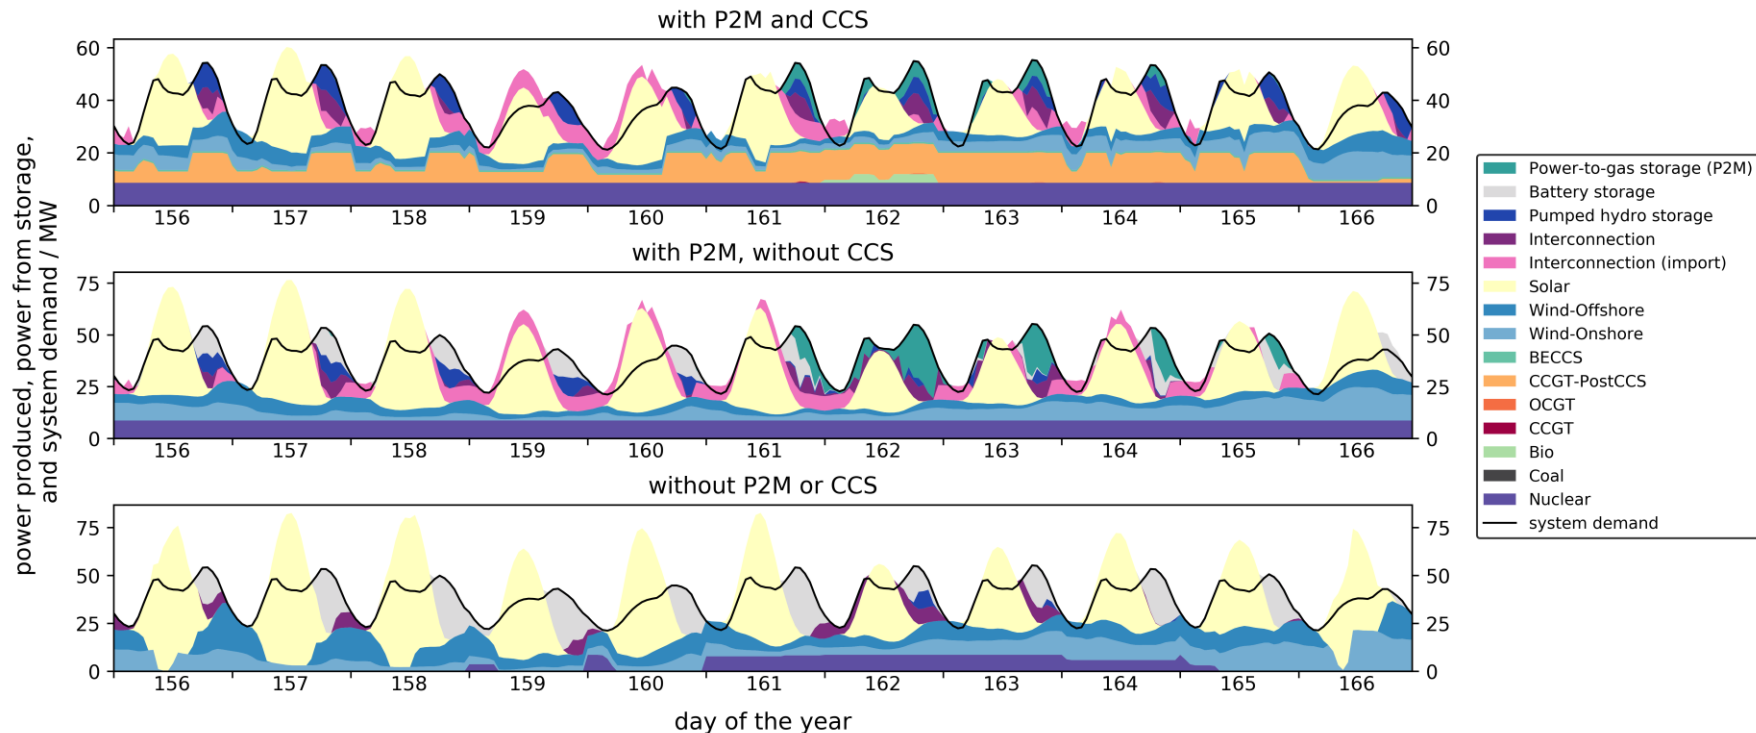 with P2M and CCS
60
40
20
0
60
40
20
0
156 157 158 159 160 161 162 163 164 165 166
with P2M, without CCS
75
50
25
0
75
50
25
0
156 157 158 159 160 161 162 163 164 165 166
without P2M or CCS
75
50
25
0
75
50
25
0
156 157 158 159 160 161 162 163 164 165 166
day of the year
power produced, power from storage,
and system demand / MW
Power-to-gas storage (P2M)
Battery storage
Pumped hydro storage
Interconnection
Interconnection (import)
Solar
Wind-Offshore
Wind-Onshore
BECCS
CCGT-PostCCS
OCGT
CCGT
Bio
Coal
Nuclear
system demand